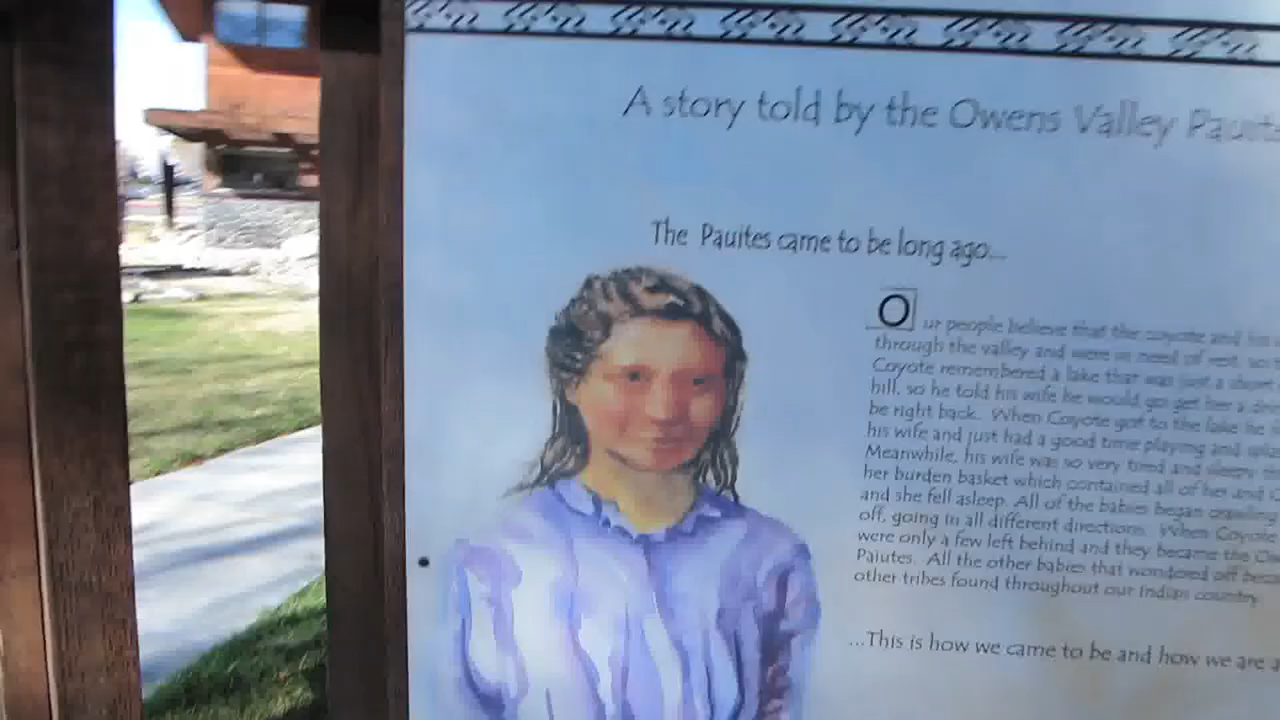 A story told by the Owens Valley
The Pauites came to be long ago...
Our people believe that the coyote and his
through the valley and were in need of rest, so
Coyote remembered a lake that was just a short
hill, so he told his wife he would go get her a
be right back. When Coyote got to the lake he
his wife and just had a good time playing and
Meanwhile, his wife was so very tired and sleepy
her burden basket which contained all of her and
and she fell asleep. All of the babies began crawling
off, going in all different directions. When Coyote
were only a few left behind and they became the
Paiutes. All the other babies that wondered off
other tribes found throughout our Indian country.
...This is how we came to be and how we are